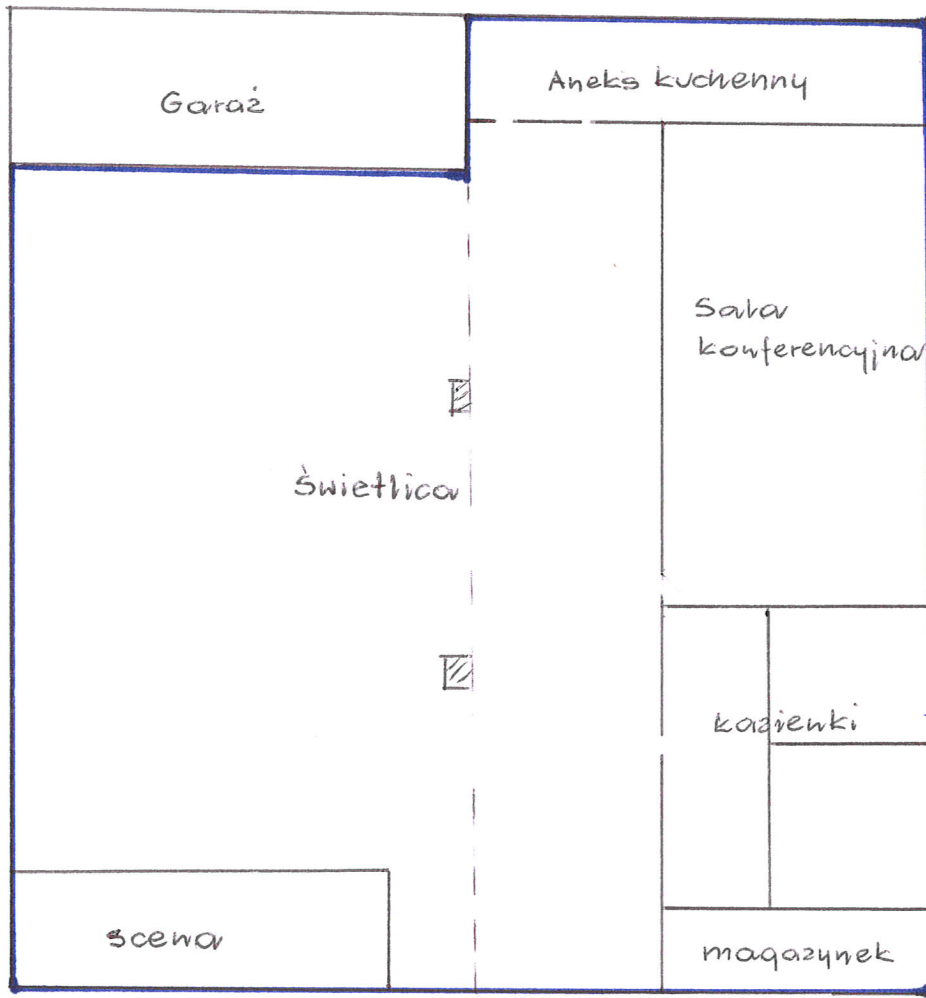 Garaż
Aneks kuchenny
Sala
konferencyjna
Świetlica
łazienki
scena
magazynek